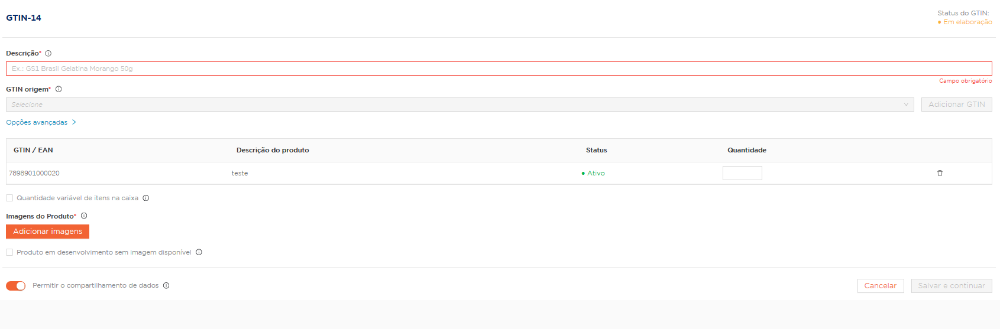 GTIN-14
Status do GTIN:
Em elaboração
Descrição*
Ex.: GS1 Brasil Gelatina Morango 50g
Campo obrigatório
GTIN origem*
Selecione
Adicionar GTIN
Opções avançadas
GTIN / EAN Descrição do produto Status Quantidade
7898901000020 teste Ativo
Quantidade variável de itens na caixa
Imagens do Produto*
Adicionar imagens
Produto em desenvolvimento sem imagem disponível
Permitir o compartilhamento de dados
Cancelar
Salvar e continuar